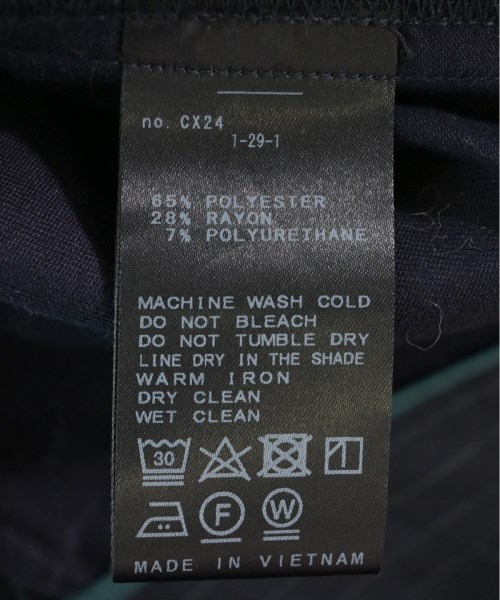 no. CX24
1-29-1
65% POLYESTER
28% RAYON
7% POLYURETHANE
MACHINE WASH COLD
DO NOT BLEACH
DO NOT TUMBLE DRY
LINE DRY IN THE SHADE
WARM IRON
DRY CLEAN
WET CLEAN
30
F W
MADE IN VIETNAM